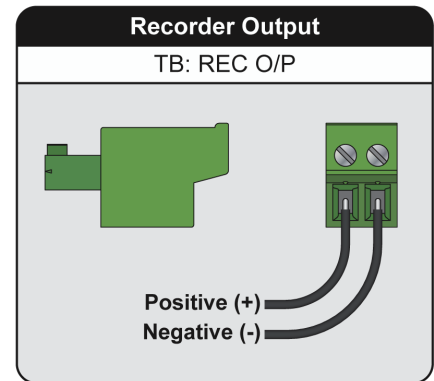 Recorder Output
TB: REC O/P
Positive (+)
Negative (-)